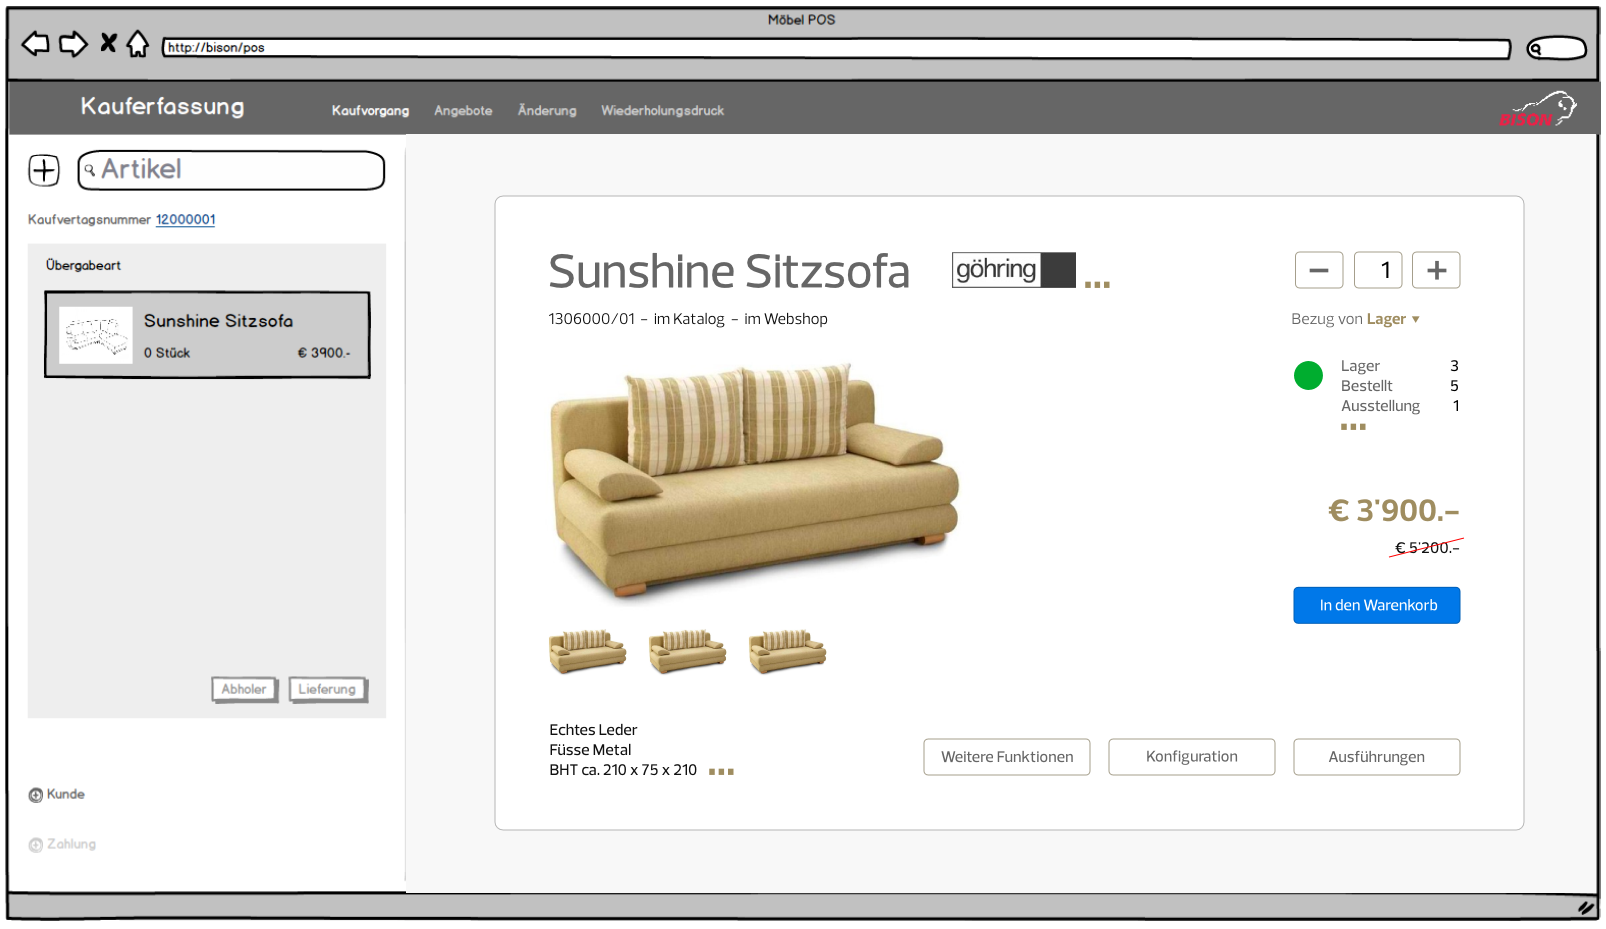 Möbel POS
http://bison/pos
Kauferfassung
Kaufvorgang Angebote Änderung Wiederholungsdruck
BISON
Artikel
Kaufvertagsnummer 12000001
Übergabeart
Sunshine Sitzsofa
0 Stück € 3900.-
Abholer Lieferung
Kunde
Zahlung
Sunshine Sitzsofa
göhring
1306000/01 – im Katalog – im Webshop
1
Bezug von Lager
Lager 3
Bestellt 5
Ausstellung 1
€ 3'900.–
€ 5'200.–
In den Warenkorb
Echtes Leder
Füsse Metal
BHT ca. 210 x 75 x 210
Weitere Funktionen
Konfiguration
Ausführungen